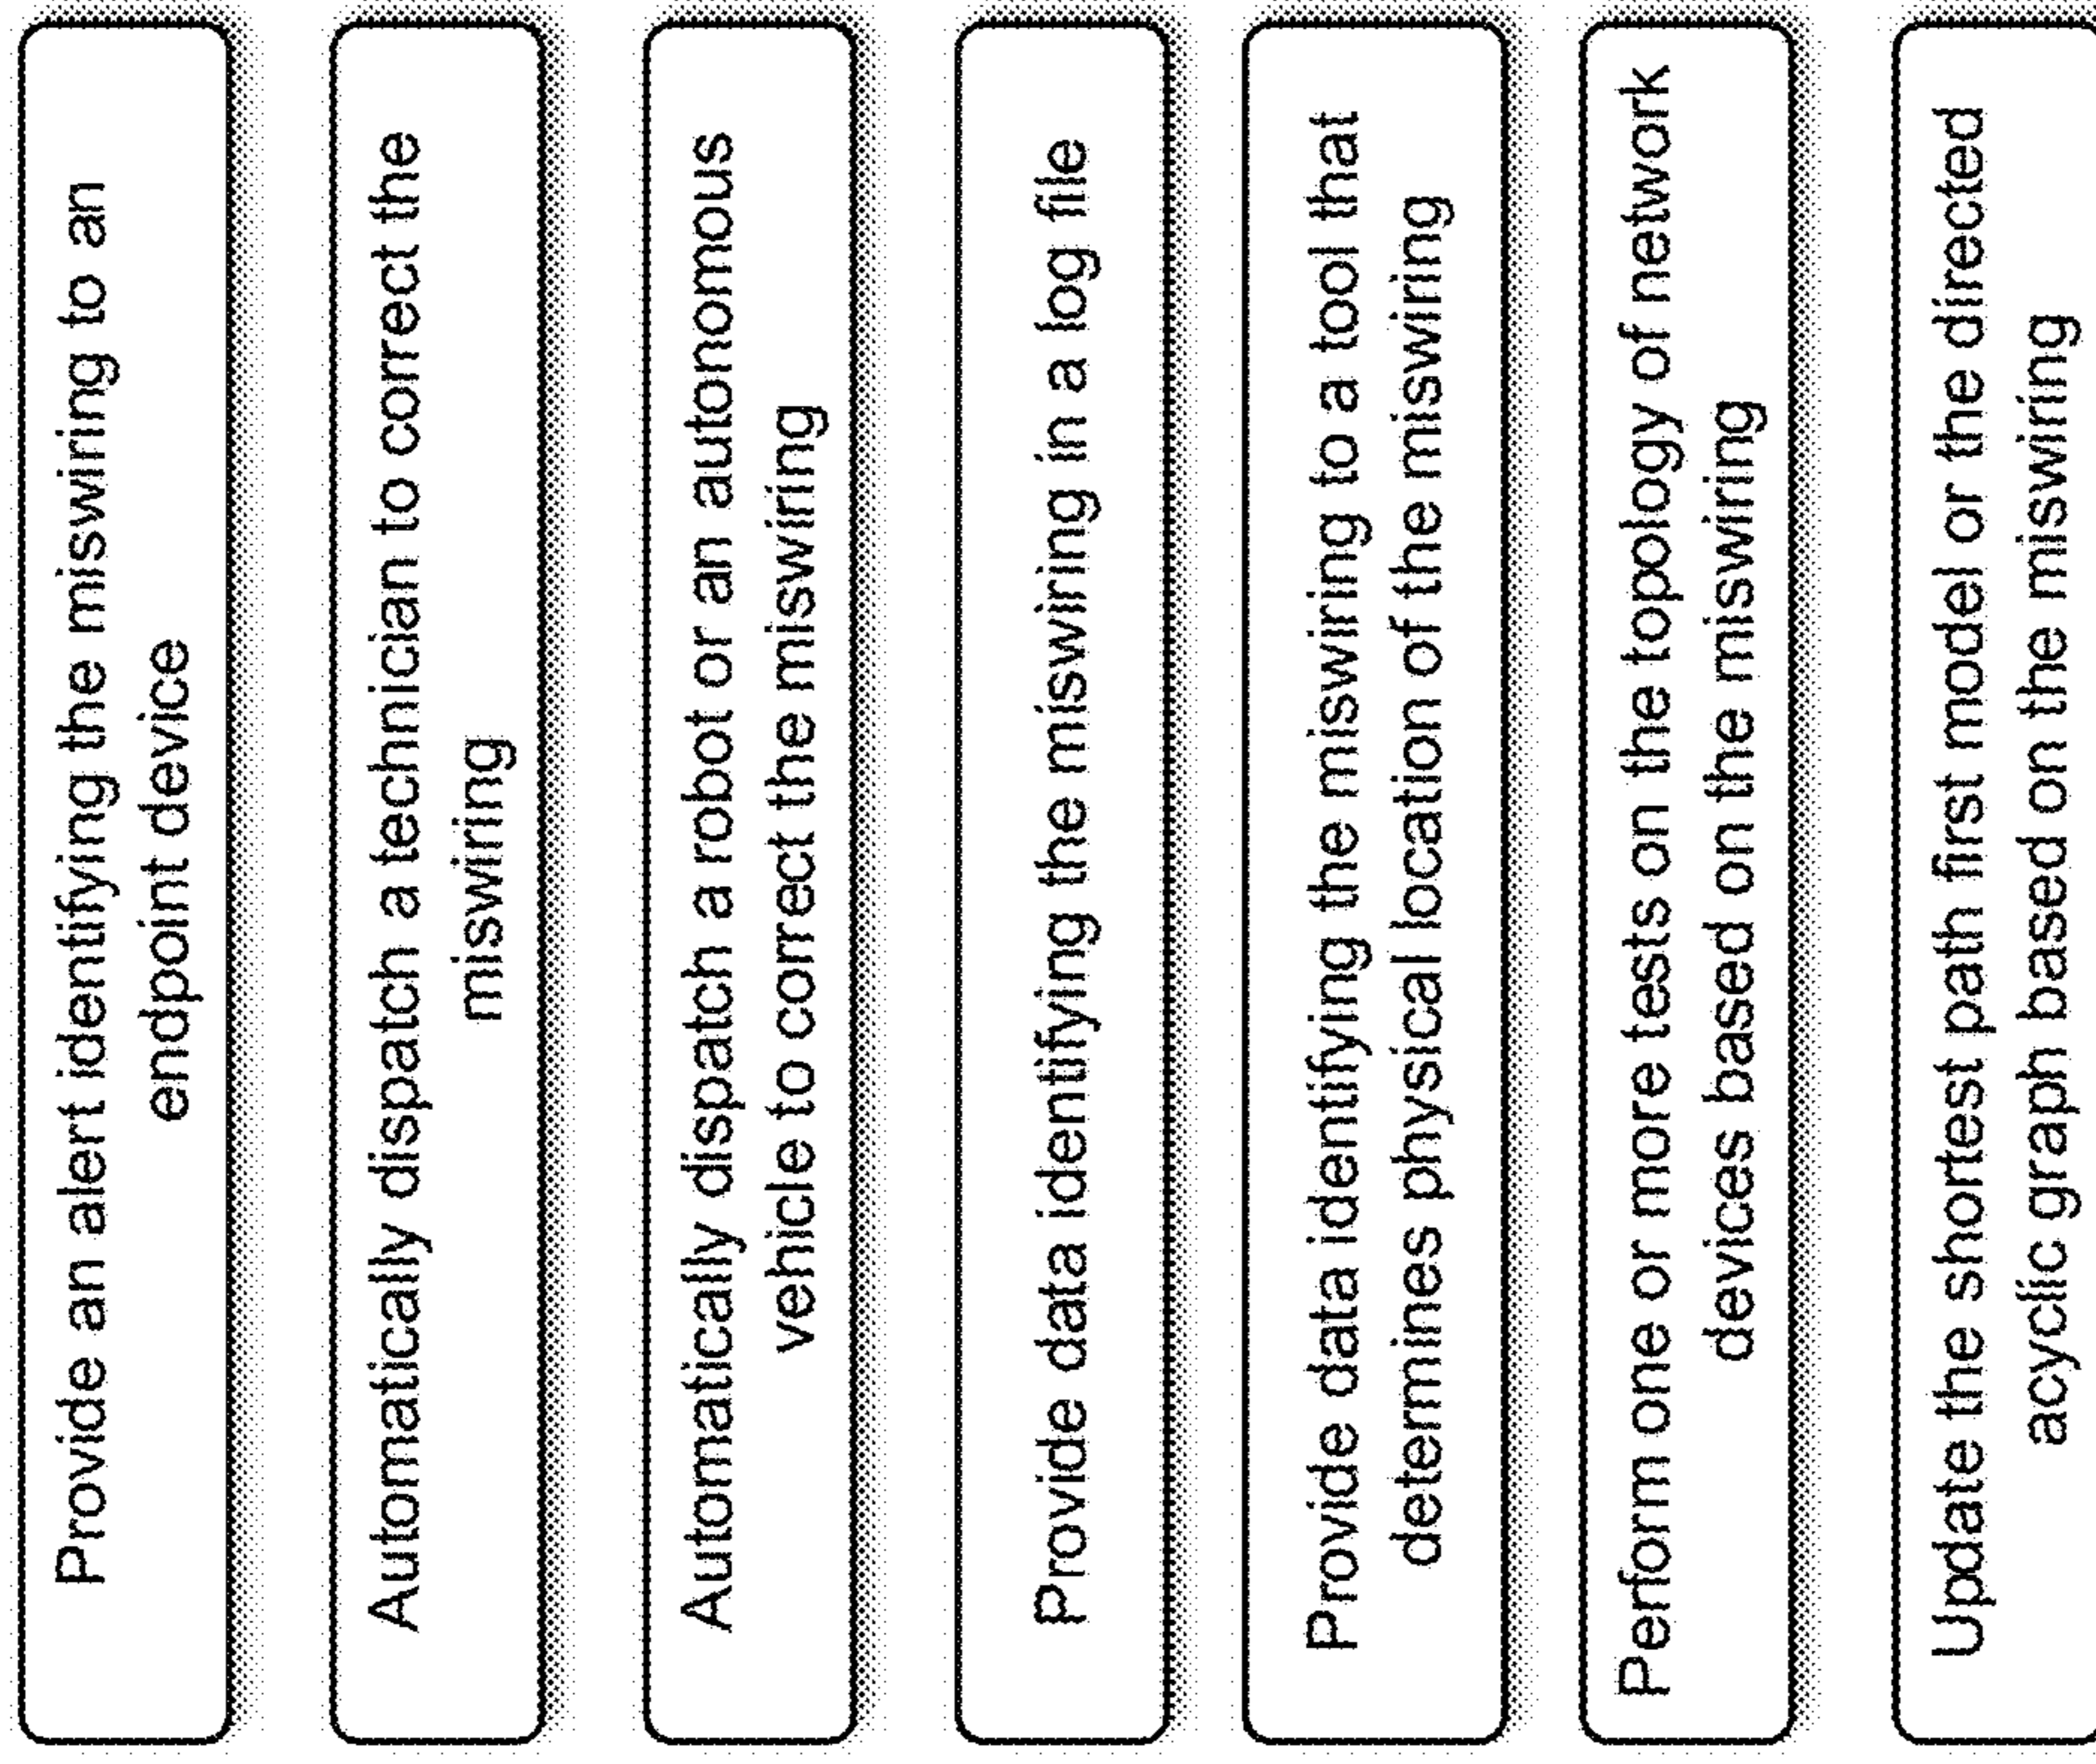 Provide an alert identifying the miswiring to an
endpoint device
Automatically dispatch a technician to correct the
miswiring
Automatically dispatch a robot or an autonomous
vehicle to correct the miswiring
Provide data identifying the miswiring in a log file
Provide data identifying the miswiring to a tool that
determines physical location of the miswiring
Perform one or more tests on the topology of network
devices based on the miswiring
Update the shortest path first model or the directed
acyclic graph based on the miswiring